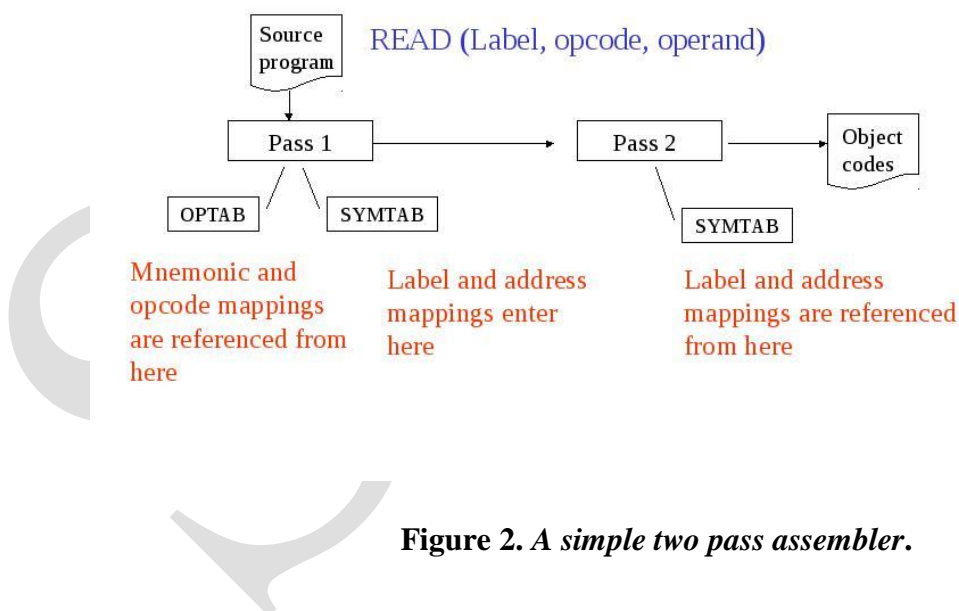 Source
program
READ (Label, opcode, operand)
Pass 1
Pass 2
Object
codes
OPTAB
SYMTAB
SYMTAB
Mnemonic and
opcode mappings
are referenced from
here
Label and address
mappings enter
here
Label and address
mappings are referenced
from here
Figure 2. A simple two pass assembler.